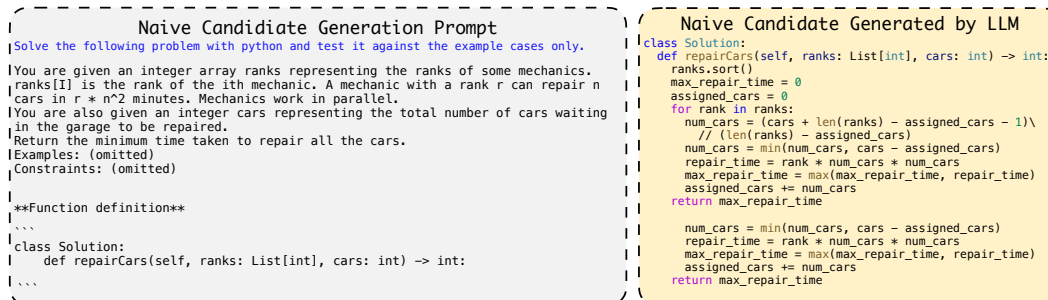 Naive Candidiate Generation Prompt
Solve the following problem with python and test it against the example cases only.
You are given an integer array ranks representing the ranks of some mechanics.
ranks[I] is the rank of the ith mechanic. A mechanic with a rank r can repair n
cars in r * n^2 minutes. Mechanics work in parallel.
You are also given an integer cars representing the total number of cars waiting
in the garage to be repaired.
Return the minimum time taken to repair all the cars.
Examples: (omitted)
Constraints: (omitted)
**Function definition**
```
class Solution:
    def repairCars(self, ranks: List[int], cars: int) -> int:
```
Naive Candidate Generated by LLM
class Solution:
  def repairCars(self, ranks: List[int], cars: int) -> int:
    ranks.sort()
    max_repair_time = 0
    assigned_cars = 0
    for rank in ranks:
      num_cars = (cars + len(ranks) - assigned_cars - 1)\
        // (len(ranks) - assigned_cars)
      num_cars = min(num_cars, cars - assigned_cars)
      repair_time = rank * num_cars * num_cars
      max_repair_time = max(max_repair_time, repair_time)
      assigned_cars += num_cars
    return max_repair_time
      num_cars = min(num_cars, cars - assigned_cars)
      repair_time = rank * num_cars * num_cars
      max_repair_time = max(max_repair_time, repair_time)
      assigned_cars += num_cars
    return max_repair_time